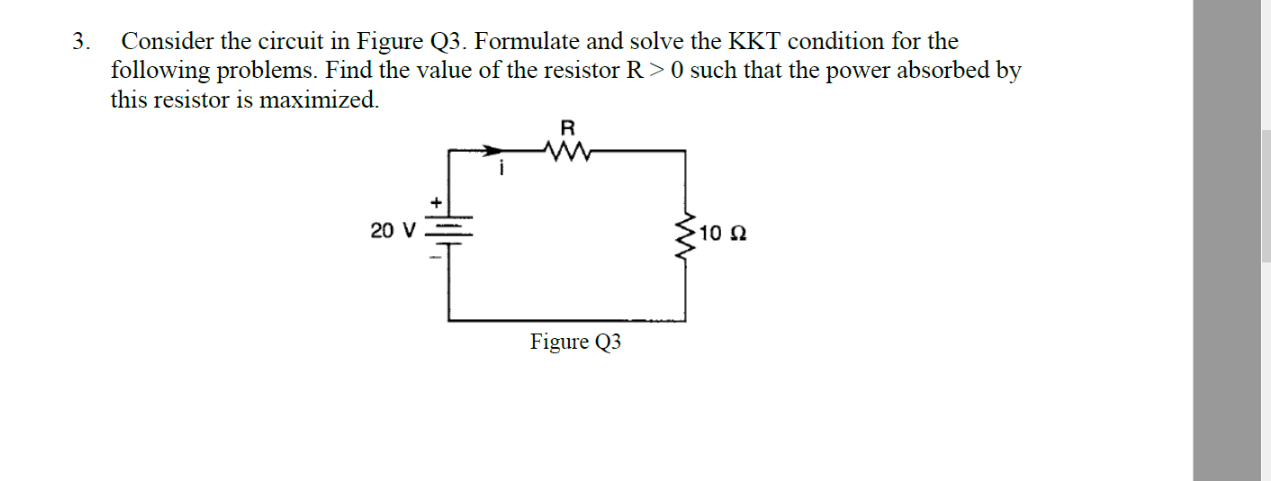 3. Consider the circuit in Figure Q3. Formulate and solve the KKT condition for the
following problems. Find the value of the resistor R > 0 such that the power absorbed by
this resistor is maximized.
R
i
+
20 V
10 Ω
−
Figure Q3